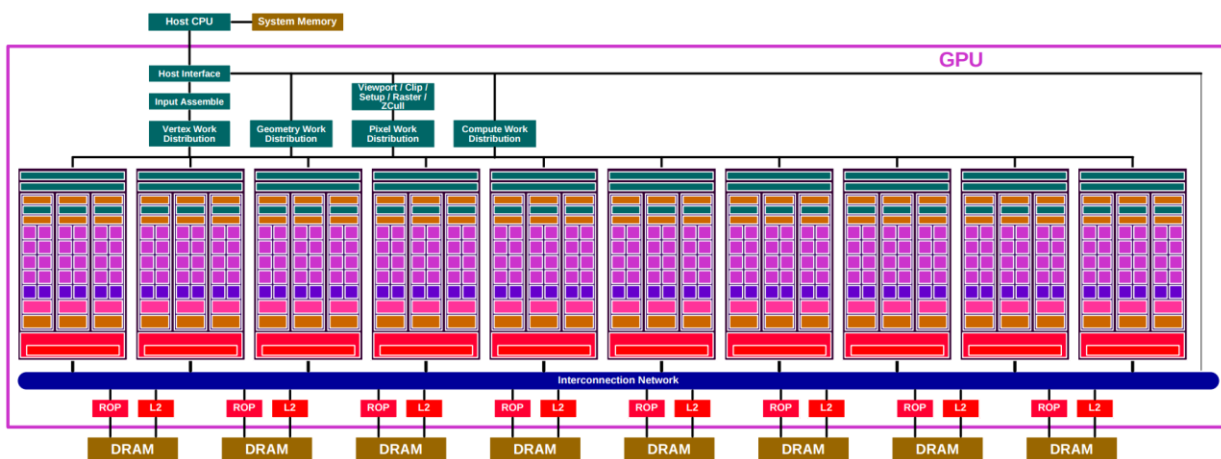 Host CPU
System Memory
GPU
Host Interface
Viewport / Clip /
Setup / Raster /
ZCull
Input Assemble
Vertex Work
Distribution
Geometry Work
Distribution
Pixel Work
Distribution
Compute Work
Distribution
Interconnection Network
ROP
L2
ROP
L2
ROP
L2
ROP
L2
ROP
L2
ROP
L2
ROP
L2
ROP
L2
DRAM
DRAM
DRAM
DRAM
DRAM
DRAM
DRAM
DRAM